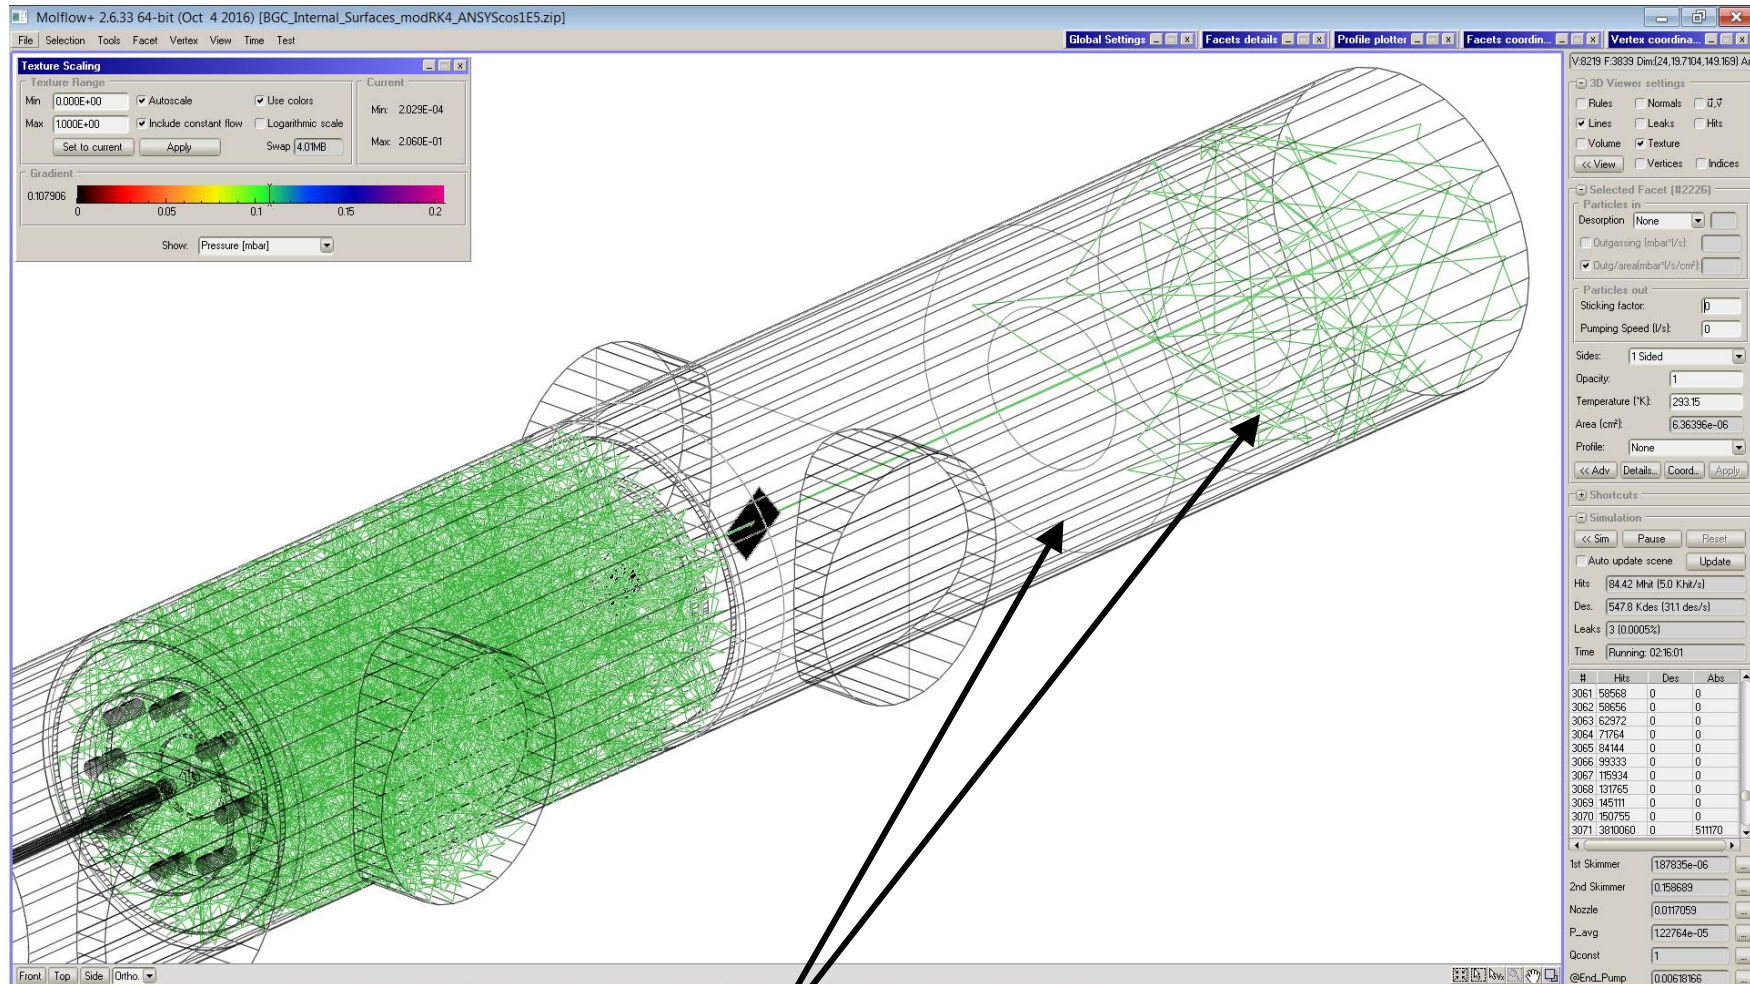 Molflow+ 2.6.33 64-bit (Oct 4 2016) [BGC_Internal_Surfaces_modRK4_ANSYScos1E5.zip]
File Selection Tools Facet Vertex View Time Test
Global Settings Facets details Profile plotter Facets coordin... Vertex coordina...
Texture Scaling
Texture Range
Current
Min 0.000E+00 Autoscale Use colors
Min: 2.029E-04
Max 1.000E+00 Include constant flow Logarithmic scale
Max: 2.060E-01
Set to current Apply Swap 4.01MB
Gradient
0.107906
0 0.05 0.1 0.15 0.2
Show: Pressure [mbar]
V:8219 F:3839 Dim:(24,19.7104,149.169) Ar
3D Viewer settings
Rules Normals ū,v̄
Lines Leaks Hits
Volume Texture
<< View Vertices Indices
Selected Facet (#2226)
Particles in
Desorption None
Outgassing (mbar*l/s):
Outg/area(mbar*l/s/cm²):
Particles out
Sticking factor: 0
Pumping Speed (l/s): 0
Sides: 1 Sided
Opacity: 1
Temperature (°K): 293.15
Area (cm²): 6.36396e-06
Profile: None
<< Adv Details... Coord... Apply
Shortcuts
Simulation
<< Sim Pause Reset
Auto update scene Update
Hits 84.42 Mhit (5.0 Khit/s)
Des. 547.8 Kdes (31.1 des/s)
Leaks 3 (0.0005%)
Time Running: 02:16:01
# Hits Des Abs
3061 58568 0 0
3062 58656 0 0
3063 62972 0 0
3064 71764 0 0
3065 84144 0 0
3066 99333 0 0
3067 115934 0 0
3068 131765 0 0
3069 145111 0 0
3070 150755 0 0
3071 3810060 0 511170
1st Skimmer 1.87835e-06 ...
2nd Skimmer 0.158689 ...
Nozzle 0.0117059 ...
P_avg 1.22764e-05 ...
Qconst 1 ...
@End_Pump 0.00618166 ...
Front Top Side Ortho.